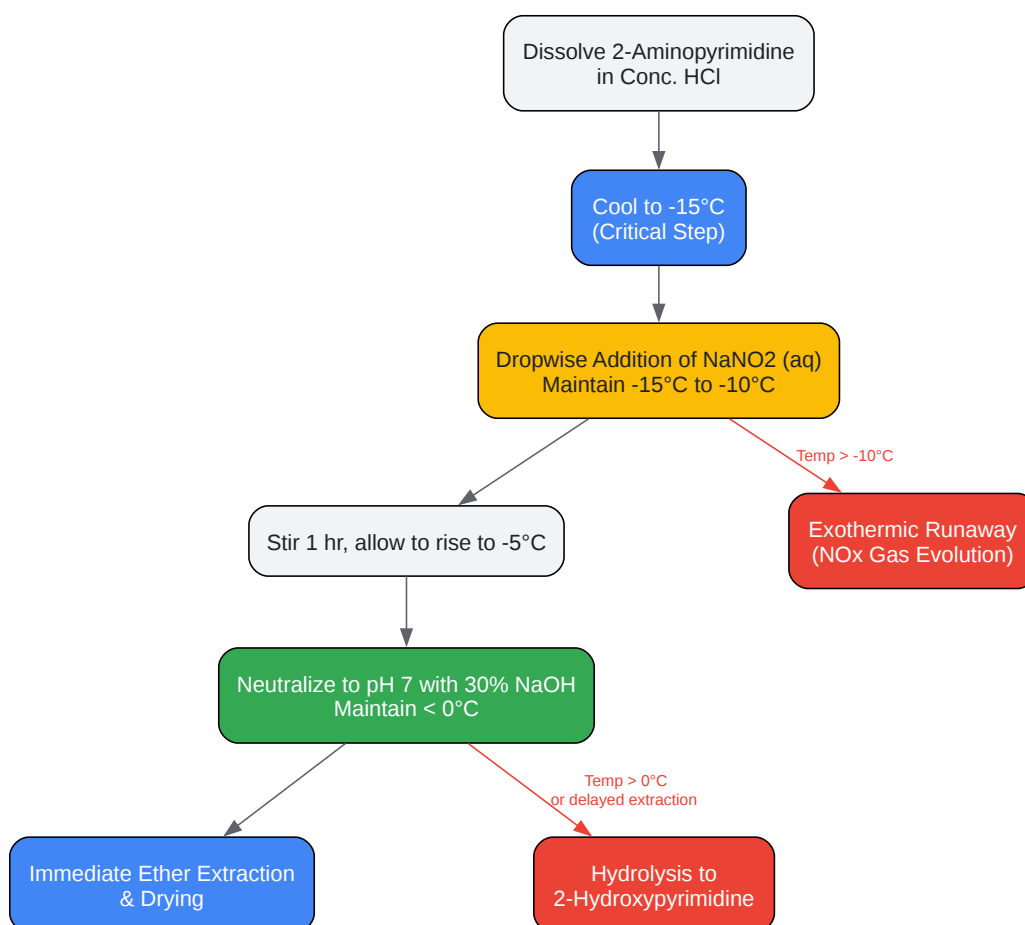 Dissolve 2-Aminopyrimidine
in Conc. HCl
Cool to -15°C
(Critical Step)
Dropwise Addition of NaNO2 (aq)
Maintain -15°C to -10°C
Temp > -10°C
Stir 1 hr, allow to rise to -5°C
Exothermic Runaway
(NOx Gas Evolution)
Neutralize to pH 7 with 30% NaOH
Maintain < 0°C
Temp > 0°C
or delayed extraction
Immediate Ether Extraction
& Drying
Hydrolysis to
2-Hydroxypyrimidine